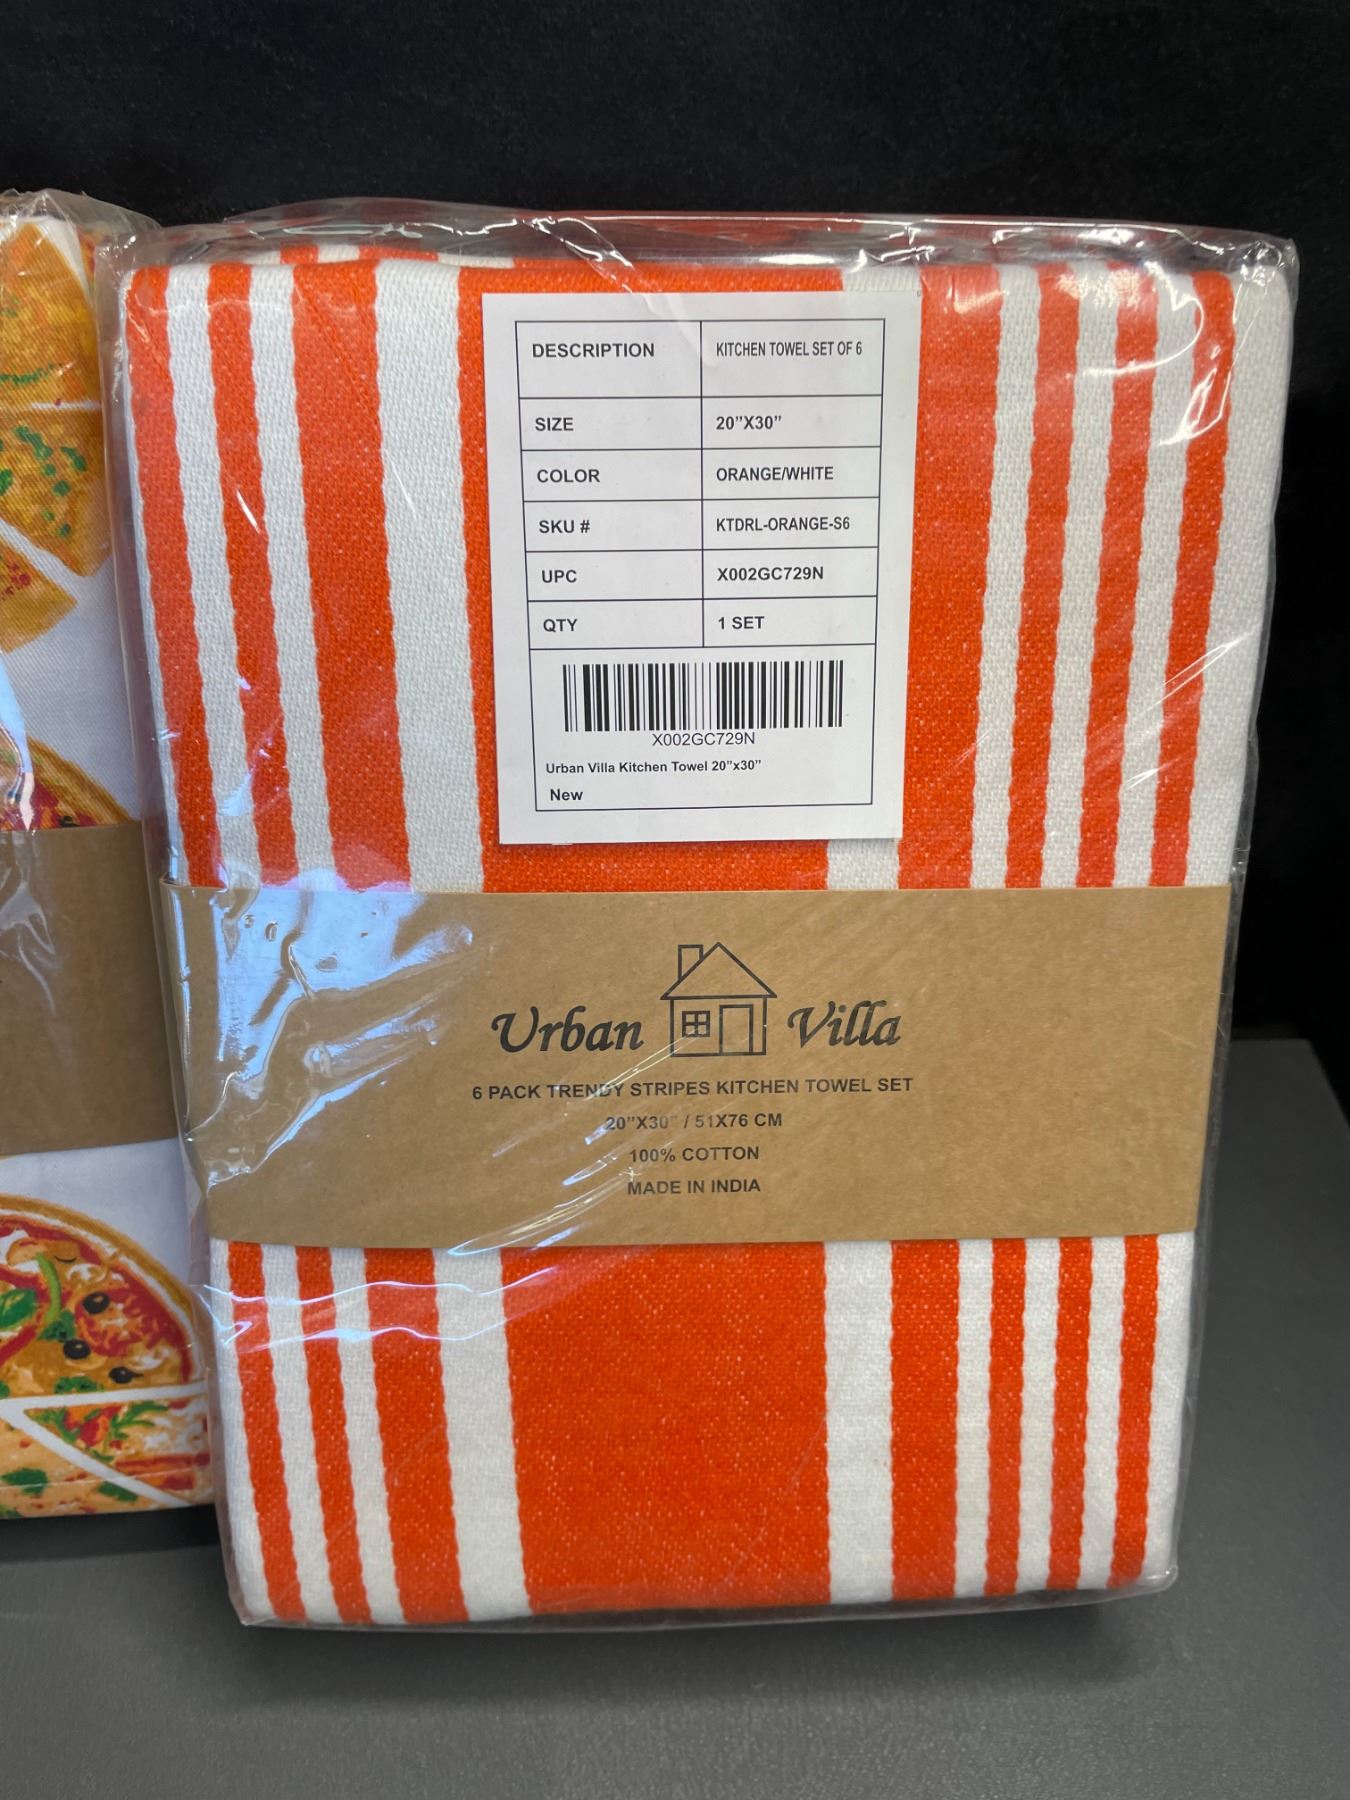 DESCRIPTION KITCHEN TOWEL SET OF 6
SIZE 20”X30”
COLOR ORANGE/WHITE
SKU # KTDRL-ORANGE-S6
UPC X002GC729N
QTY 1 SET
X002GC729N
Urban Villa Kitchen Towel 20”x30”
New
Urban Villa
6 PACK TRENDY STRIPES KITCHEN TOWEL SET
20”X30” / 51X76 CM
100% COTTON
MADE IN INDIA